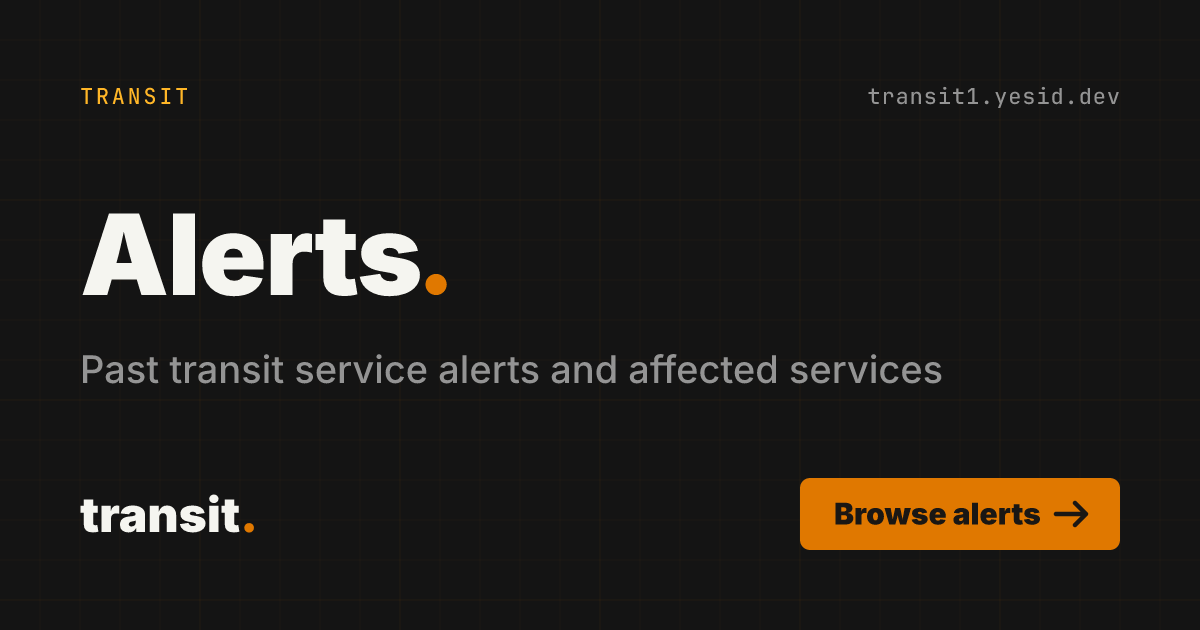 TRANSIT
transit1.yesid.dev
Alerts.
Past transit service alerts and affected services
transit.
Browse alerts →